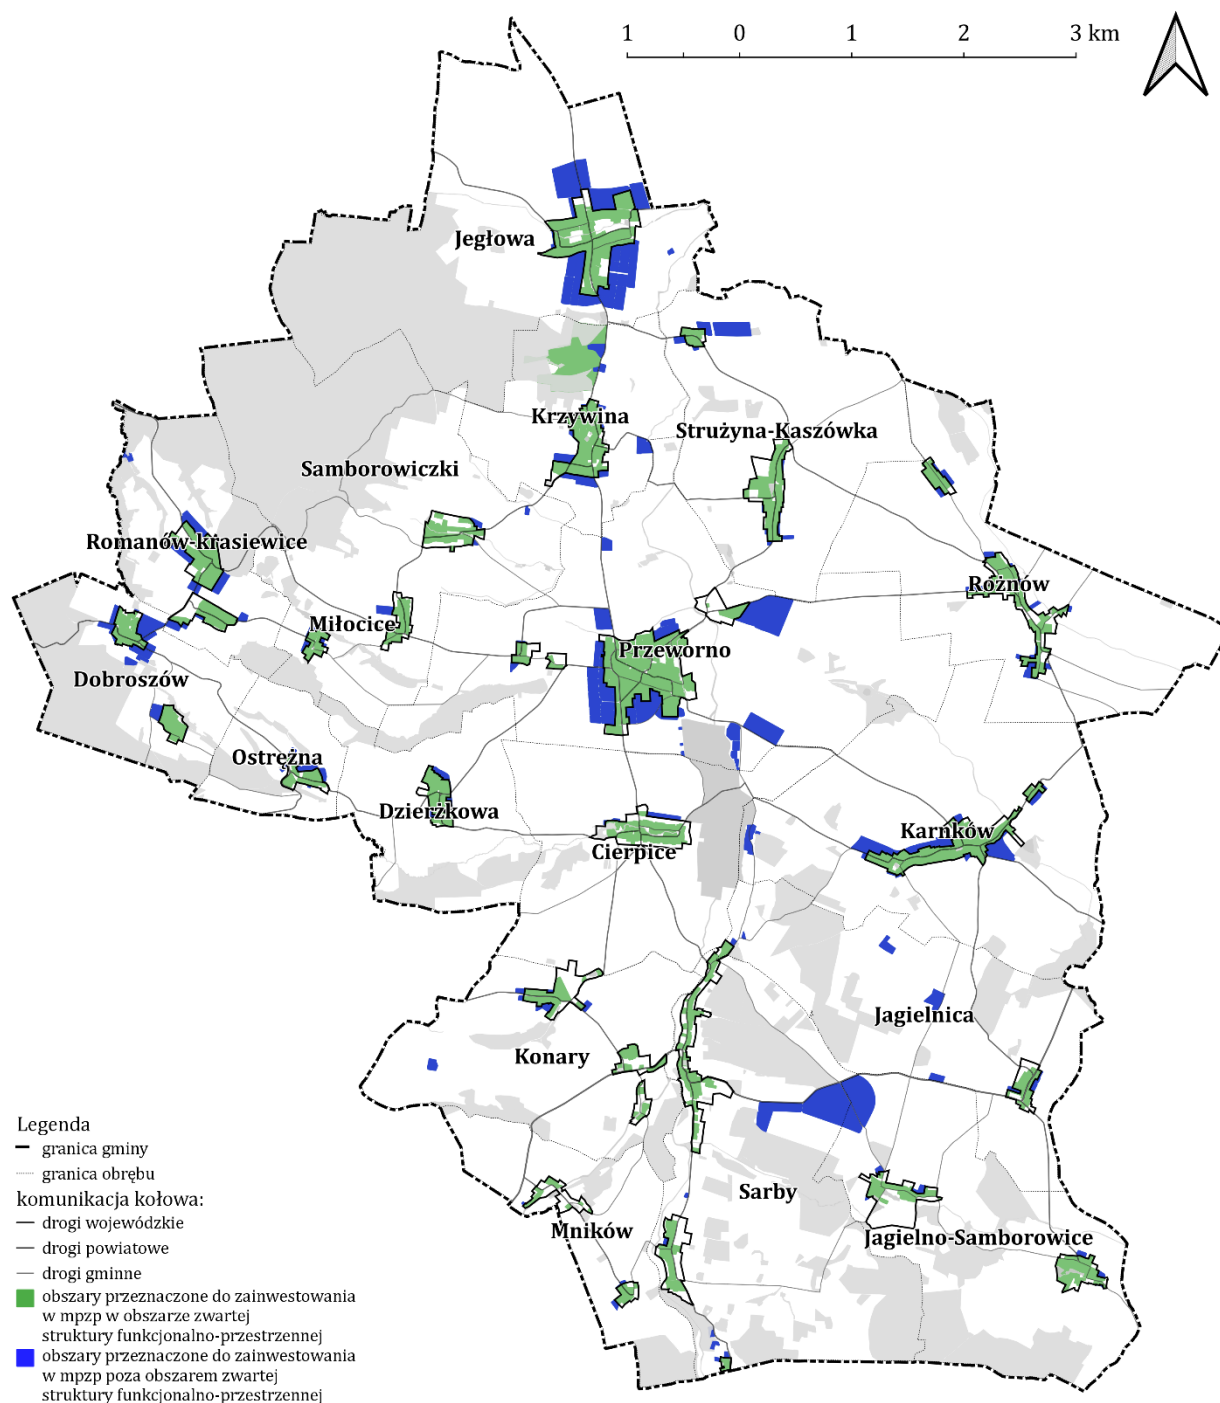 1 0 1 2 3 km
Jegłowa
Krzywina
Strużyna-Kaszówka
Samborowiczki
Romanów-krasiewice
Różnów
Miłocice
Przeworno
Dobroszów
Ostrężna
Dzierżkowa
Karnków
Cierpice
Jagielnica
Konary
Sarby
Mników
Jagielno-Samborowice
Legenda
granica gminy
granica obrębu
komunikacja kołowa:
drogi wojewódzkie
drogi powiatowe
drogi gminne
obszary przeznaczone do zainwestowania
w mpzp w obszarze zwartej
struktury funkcjonalno-przestrzennej
obszary przeznaczone do zainwestowania
w mpzp poza obszarem zwartej
struktury funkcjonalno-przestrzennej